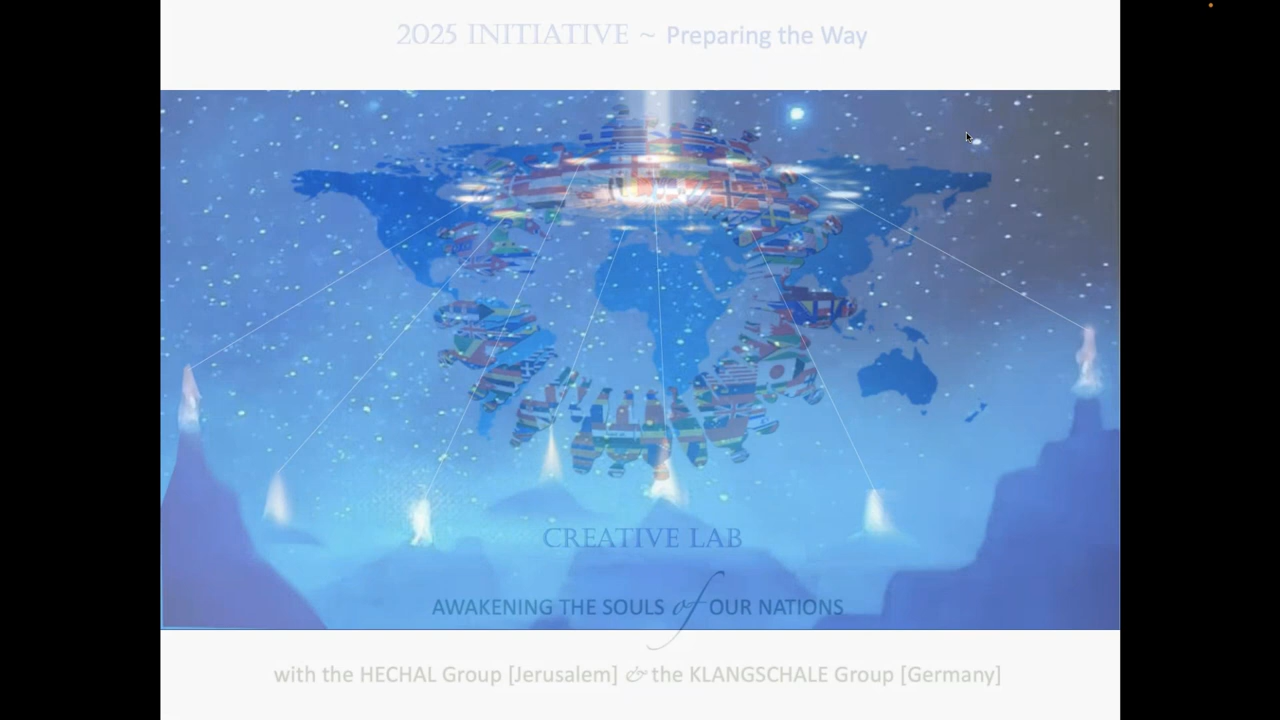 2025 INITIATIVE ~ Preparing the Way
CREATIVE LAB
AWAKENING THE SOULS of OUR NATIONS
with the HECHAL Group [Jerusalem] & the KLANGSCHALE Group [Germany]